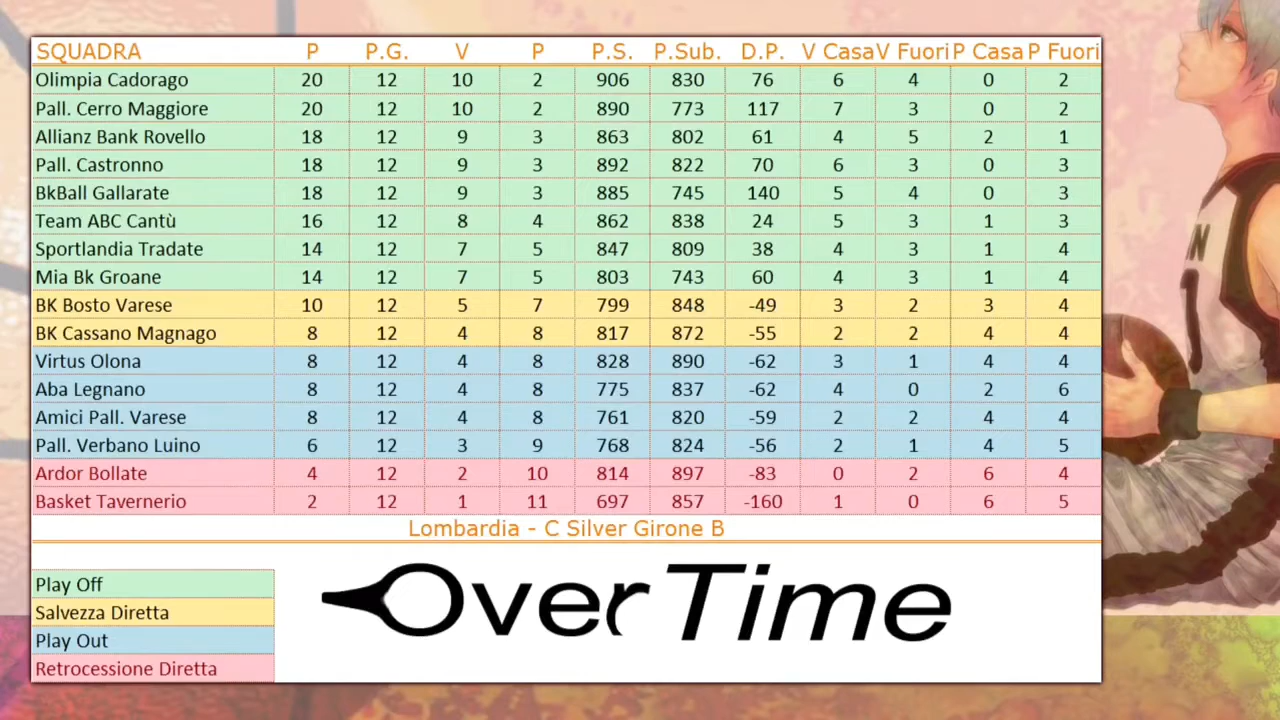 SQUADRA P P.G. V P P.S. P.Sub. D.P. V Casa V Fuori P Casa P Fuori
Olimpia Cadorago 20 12 10 2 906 830 76 6 4 0 2
Pall. Cerro Maggiore 20 12 10 2 890 773 117 7 3 0 2
Allianz Bank Rovello 18 12 9 3 863 802 61 4 5 2 1
Pall. Castronno 18 12 9 3 892 822 70 6 3 0 3
BkBall Gallarate 18 12 9 3 885 745 140 5 4 0 3
Team ABC Cantù 16 12 8 4 862 838 24 5 3 1 3
Sportlandia Tradate 14 12 7 5 847 809 38 4 3 1 4
Mia Bk Groane 14 12 7 5 803 743 60 4 3 1 4
BK Bosto Varese 10 12 5 7 799 848 -49 3 2 3 4
BK Cassano Magnago 8 12 4 8 817 872 -55 2 2 4 4
Virtus Olona 8 12 4 8 828 890 -62 3 1 4 4
Aba Legnano 8 12 4 8 775 837 -62 4 0 2 6
Amici Pall. Varese 8 12 4 8 761 820 -59 2 2 4 4
Pall. Verbano Luino 6 12 3 9 768 824 -56 2 1 4 5
Ardor Bollate 4 12 2 10 814 897 -83 0 2 6 4
Basket Tavernerio 2 12 1 11 697 857 -160 1 0 6 5
Lombardia - C Silver Girone B
Play Off
Salvezza Diretta
Play Out
Retrocessione Diretta
Over Time